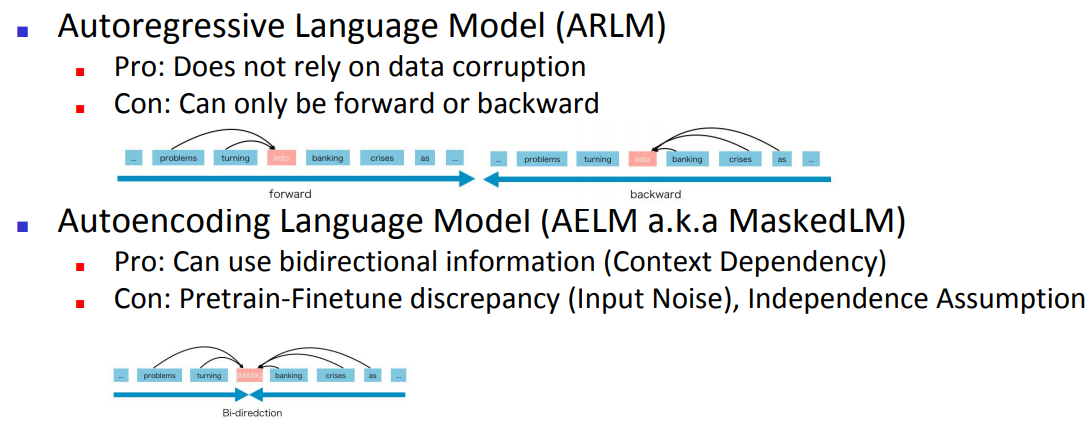 Autoregressive Language Model (ARLM)
Pro: Does not rely on data corruption
Con: Can only be forward or backward
... problems turning into banking crises as ...
... problems turning into banking crises as ...
forward
backward
Autoencoding Language Model (AELM a.k.a MaskedLM)
Pro: Can use bidirectional information (Context Dependency)
Con: Pretrain-Finetune discrepancy (Input Noise), Independence Assumption
... problems turning [MASK] banking crises as ...
Bi-diredction